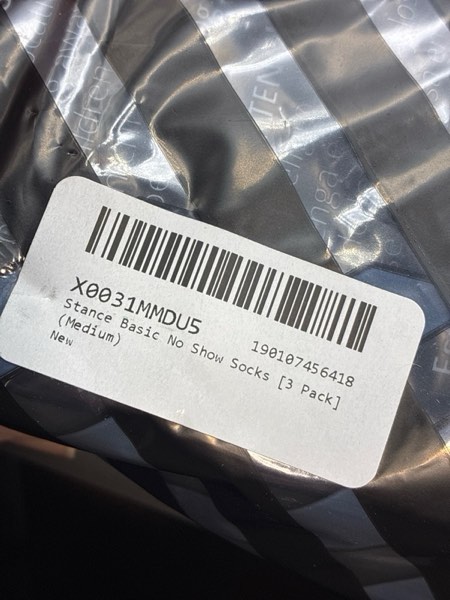 X0031MMDU5 190107456418
Stance Basic No Show Socks [3 Pack]
(Medium)
New